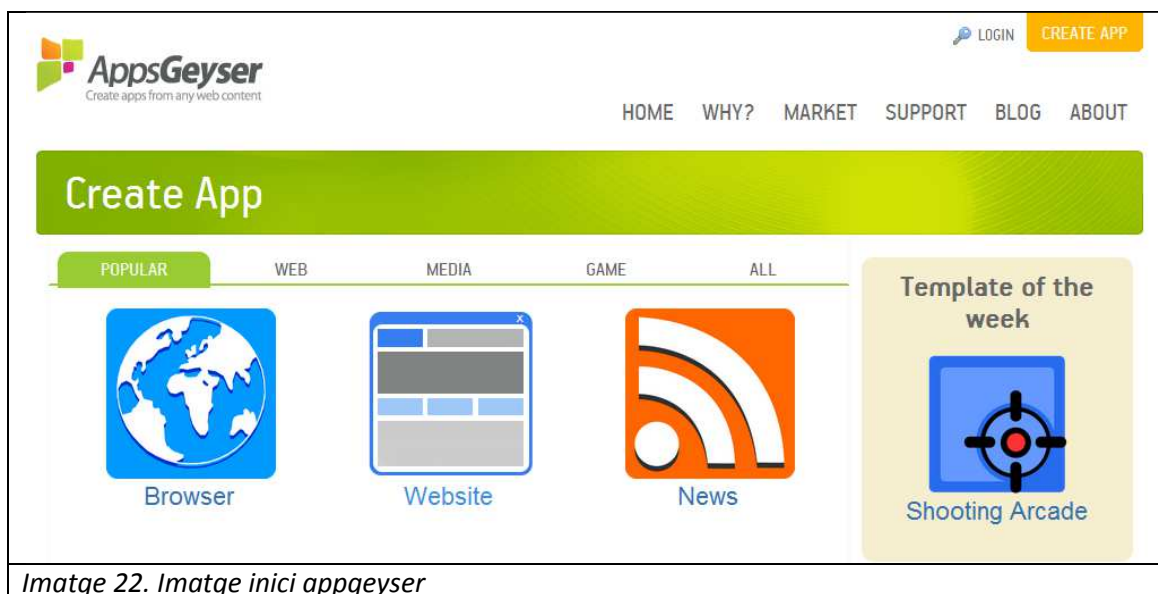 LOGIN
CREATE APP
AppsGeyser
Create apps from any web content
HOME WHY? MARKET SUPPORT BLOG ABOUT
Create App
POPULAR WEB MEDIA GAME ALL
Browser
Website
News
Template of the
week
Shooting Arcade
Imatge 22. Imatge inici appgeyser